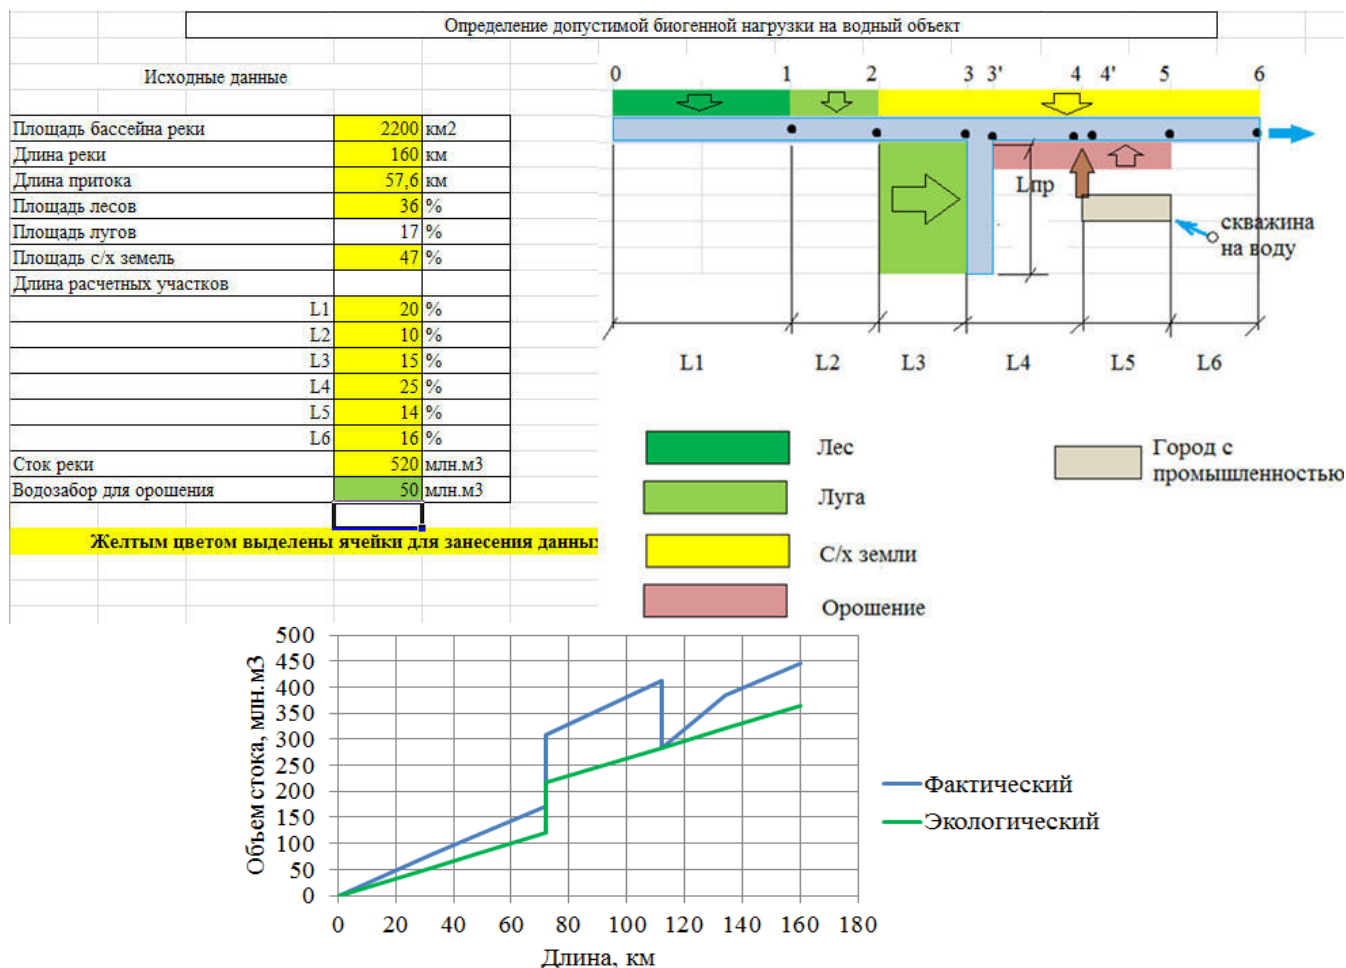 Определение допустимой биогенной нагрузки на водный объект
Исходные данные
Площадь бассейна реки 2200 км2
Длина реки 160 км
Длина притока 57,6 км
Площадь лесов 36 %
Площадь лугов 17 %
Площадь с/х земель 47 %
Длина расчетных участков
L1 20 %
L2 10 %
L3 15 %
L4 25 %
L5 14 %
L6 16 %
Сток реки 520 млн.м3
Водозабор для орошения 50 млн.м3
Желтым цветом выделены ячейки для занесения данных
0 1 2 3 3' 4 4' 5 6
Lпр
скважина
на воду
L1 L2 L3 L4 L5 L6
Лес
Луга
С/х земли
Орошение
Город с
промышленностью
Объем стока, млн.м3
500
450
400
350
300
250
200
150
100
50
0
0 20 40 60 80 100 120 140 160 180
Длина, км
Фактический
Экологический